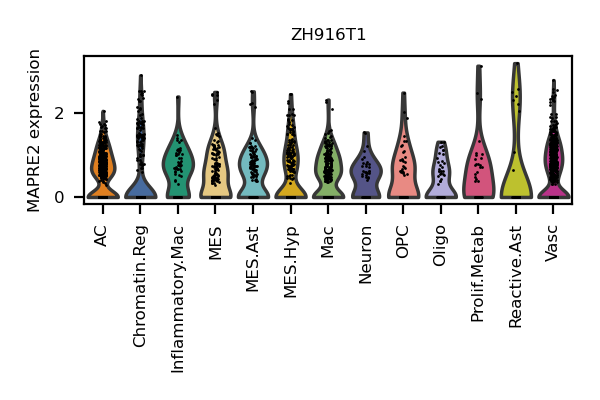 ZH916T1
MAPRE2 expression
2
0
AC
Chromatin.Reg
Inflammatory.Mac
MES
MES.Ast
MES.Hyp
Mac
Neuron
OPC
Oligo
Prolif.Metab
Reactive.Ast
Vasc